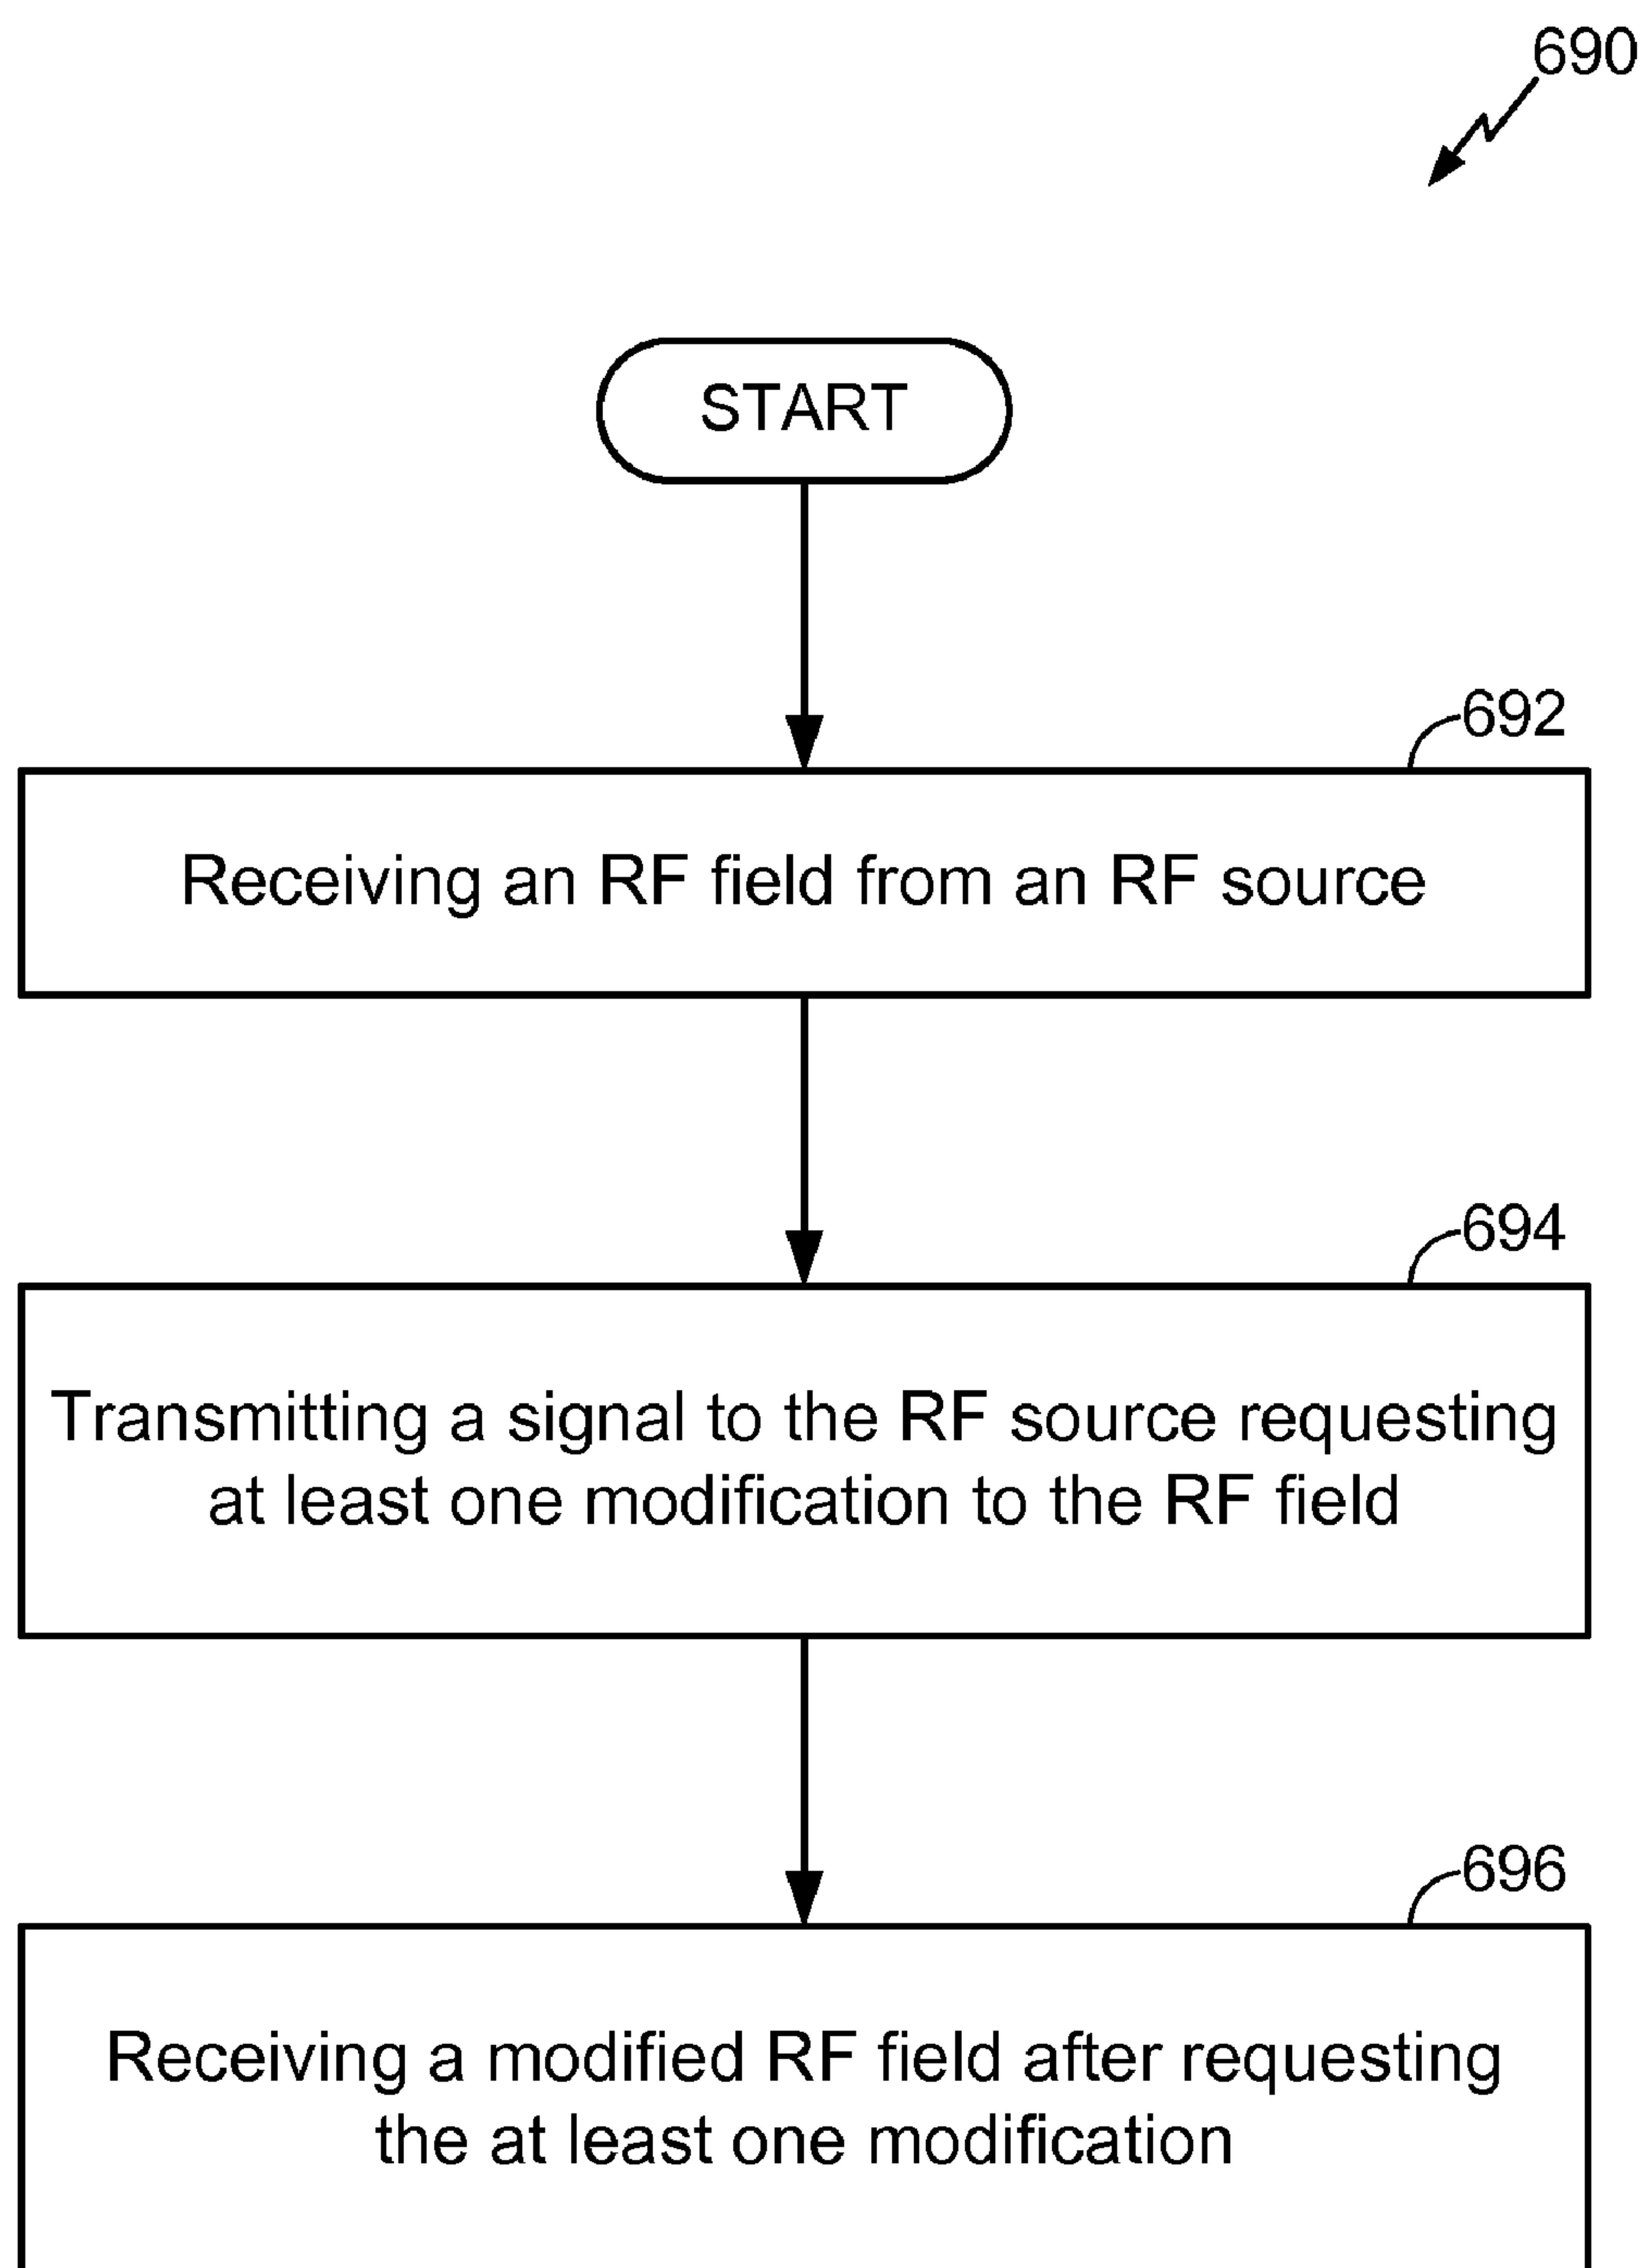 690
START
692
Receiving an RF field from an RF source
694
Transmitting a signal to the RF source requesting
at least one modification to the RF field
696
Receiving a modified RF field after requesting
the at least one modification